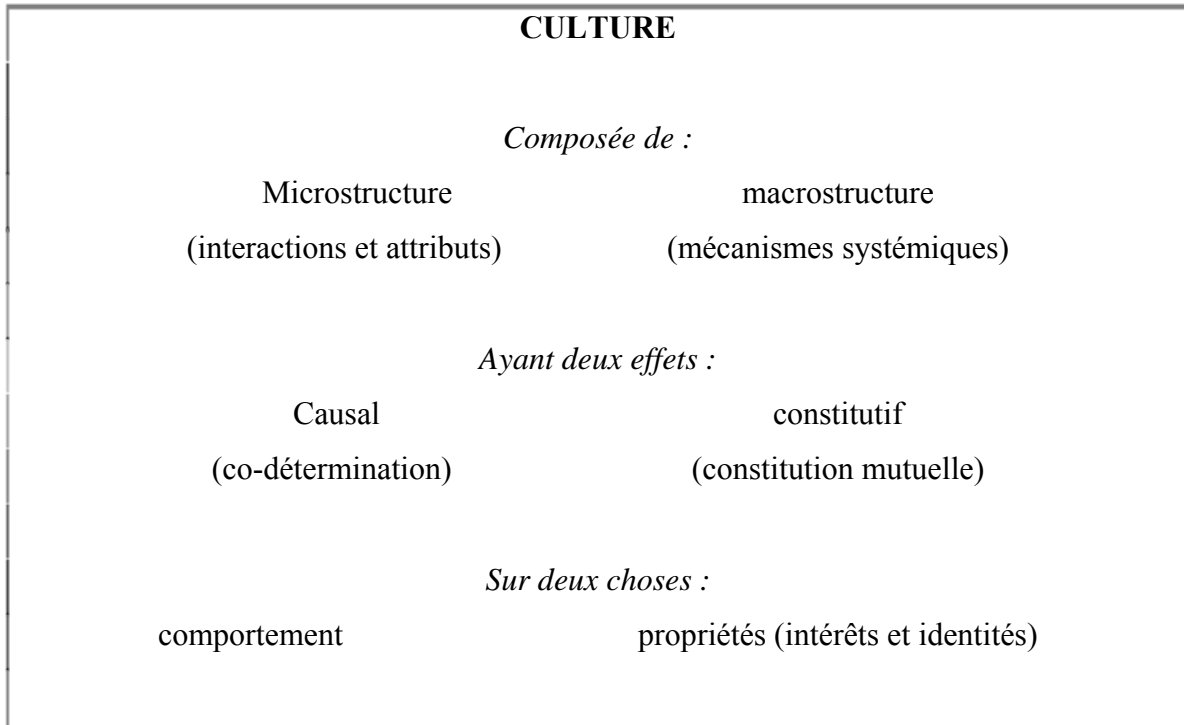 CULTURE
Composée de :
Microstructure macrostructure
(interactions et attributs) (mécanismes systémiques)
Ayant deux effets :
Causal constitutif
(co-détermination) (constitution mutuelle)
Sur deux choses :
comportement propriétés (intérêts et identités)